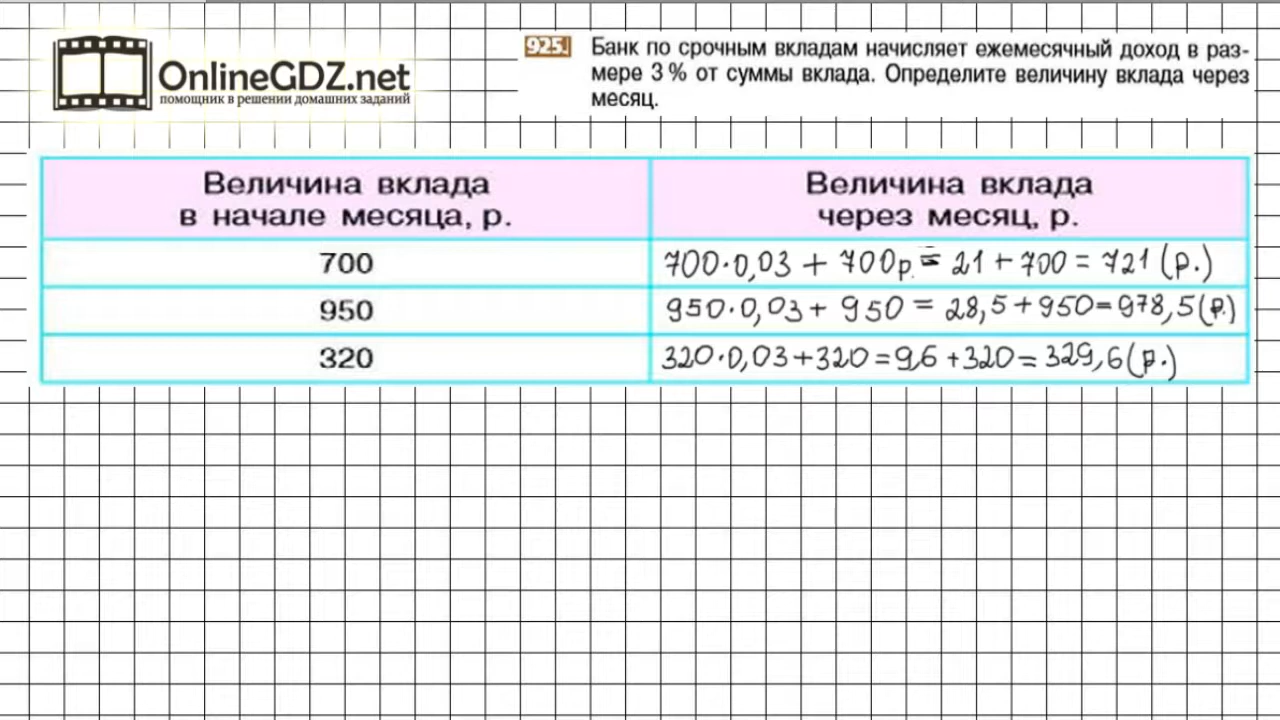 OnlineGDZ.net
помощник в решении домашних заданий
925. Банк по срочным вкладам начисляет ежемесячный доход в раз-
мере 3 % от суммы вклада. Определите величину вклада через
месяц.
Величина вклада
в начале месяца, р.
Величина вклада
через месяц, р.
700
700·0,03 + 700р. = 21 + 700 = 721 (р.)
950
950·0,03 + 950 = 28,5 + 950 = 978,5 (р.)
320
320·0,03 + 320 = 9,6 + 320 = 329,6 (р.)